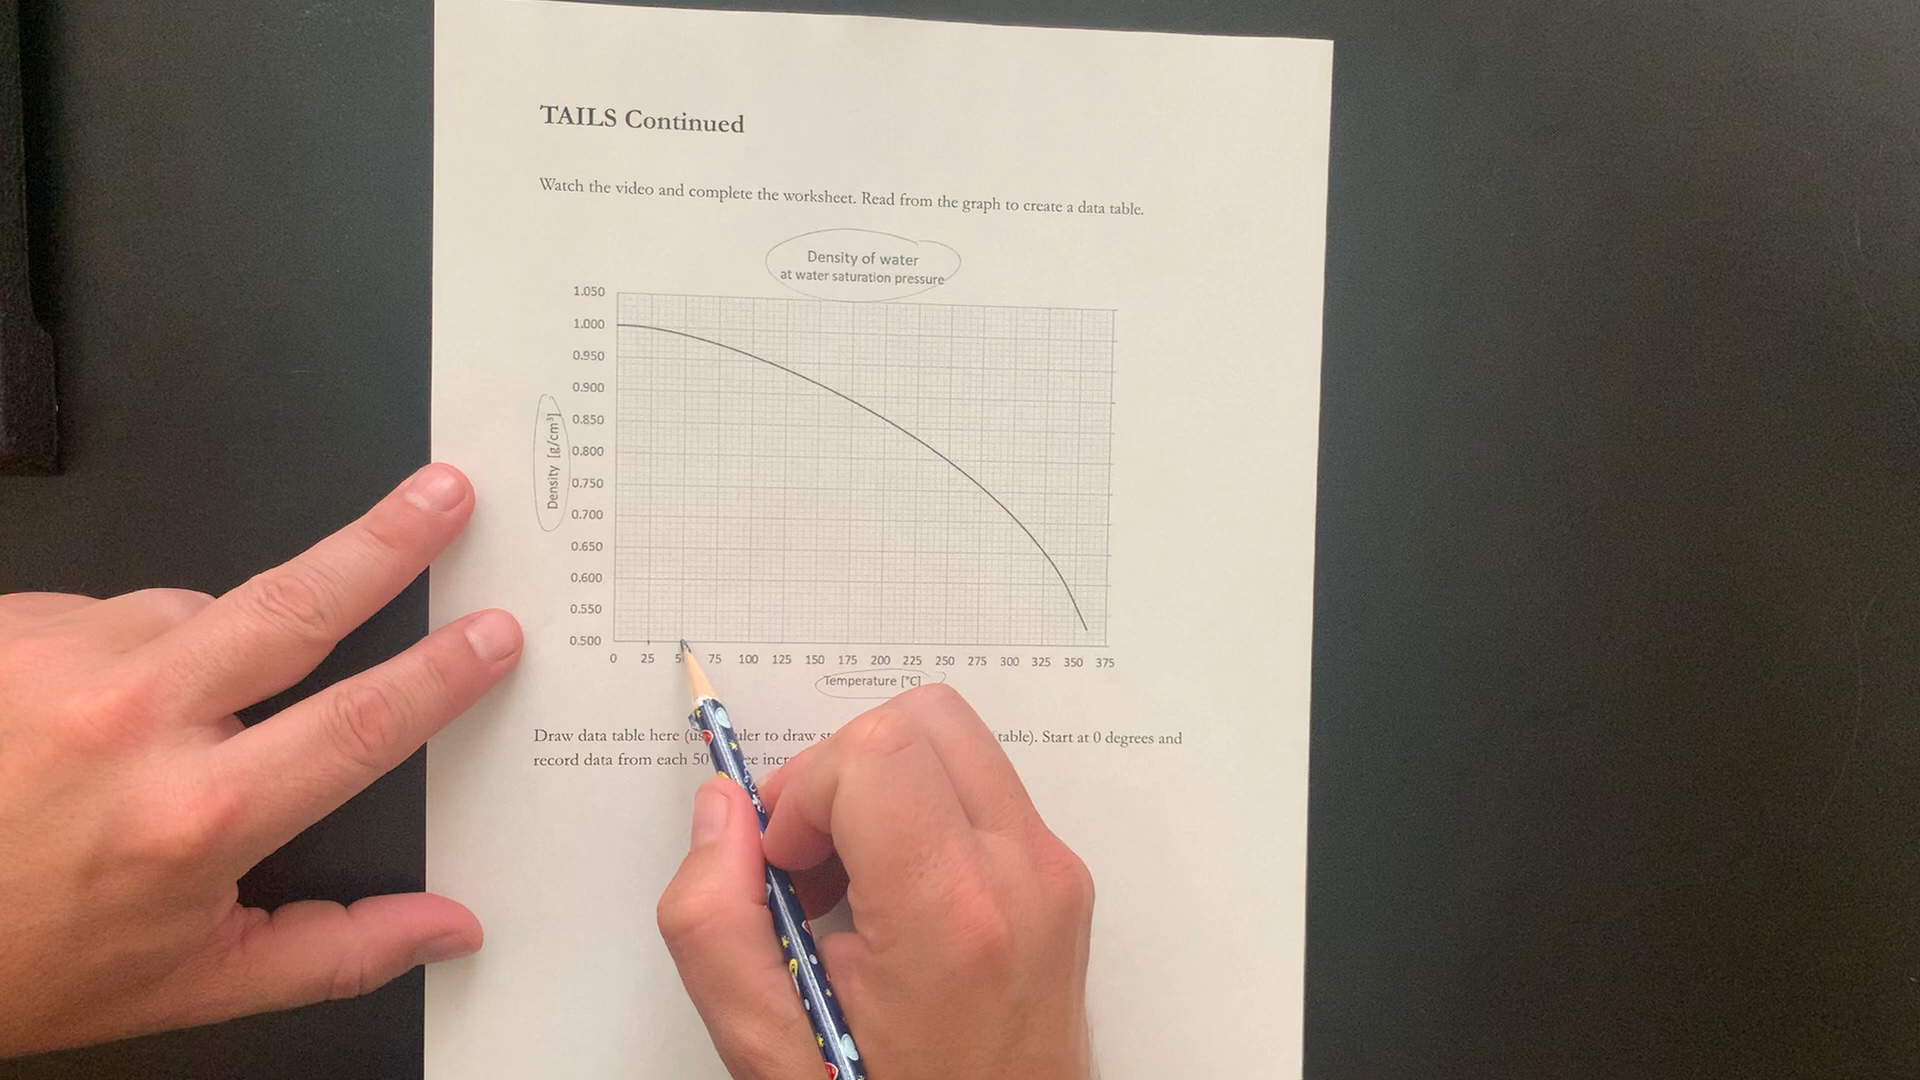 TAILS Continued
Watch the video and complete the worksheet. Read from the graph to create a data table.
Density of water
at water saturation pressure
1.050
1.000
0.950
0.900
0.850
0.800
0.750
0.700
0.650
0.600
0.550
0.500
Density [g/cm³]
0 25 75 100 125 150 175 200 225 250 275 300 325 350 375
Temperature [°C]
Draw data table here to draw table). Start at 0 degrees and
record data from each 50